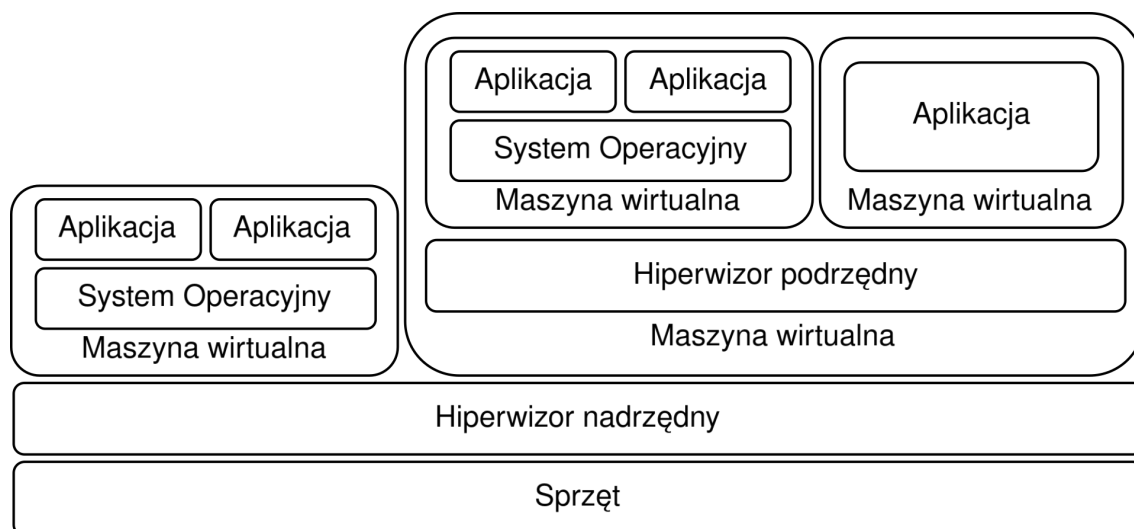 Aplikacja Aplikacja
Aplikacja
System Operacyjny
Maszyna wirtualna Maszyna wirtualna
Aplikacja Aplikacja
Hiperwizor podrzędny
System Operacyjny
Maszyna wirtualna
Maszyna wirtualna
Hiperwizor nadrzędny
Sprzęt